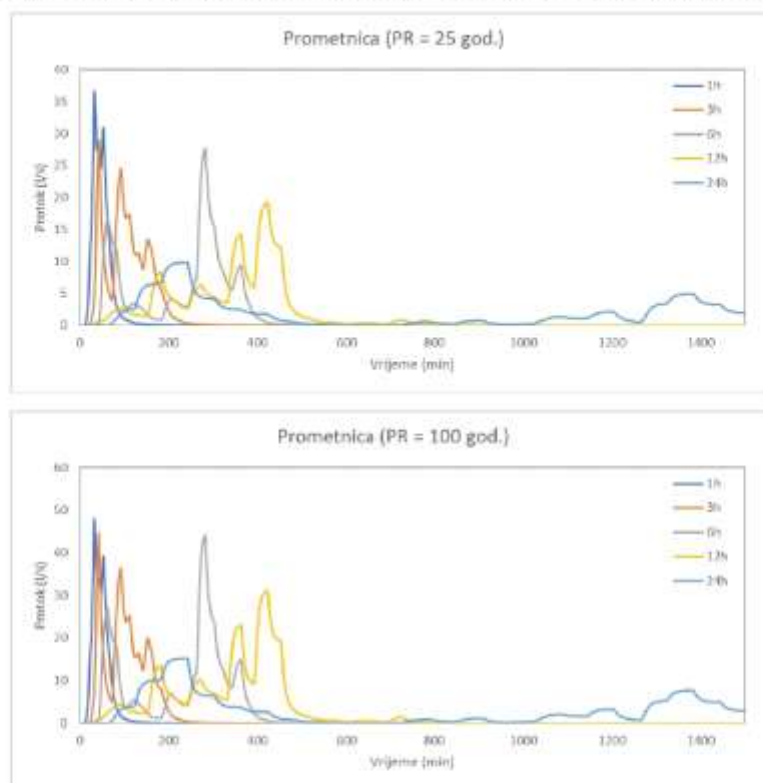 Prometnica (PR = 25 god.)
40
35
30
25
20
15
10
5
0
Protok (l/s)
0 200 400 600 800 1000 1200 1400
Vrijeme (min)
1h
3h
6h
12h
24h
Prometnica (PR = 100 god.)
60
50
40
30
20
10
0
Protok (l/s)
0 200 400 600 800 1000 1200 1400
Vrijeme (min)
1h
3h
6h
12h
24h